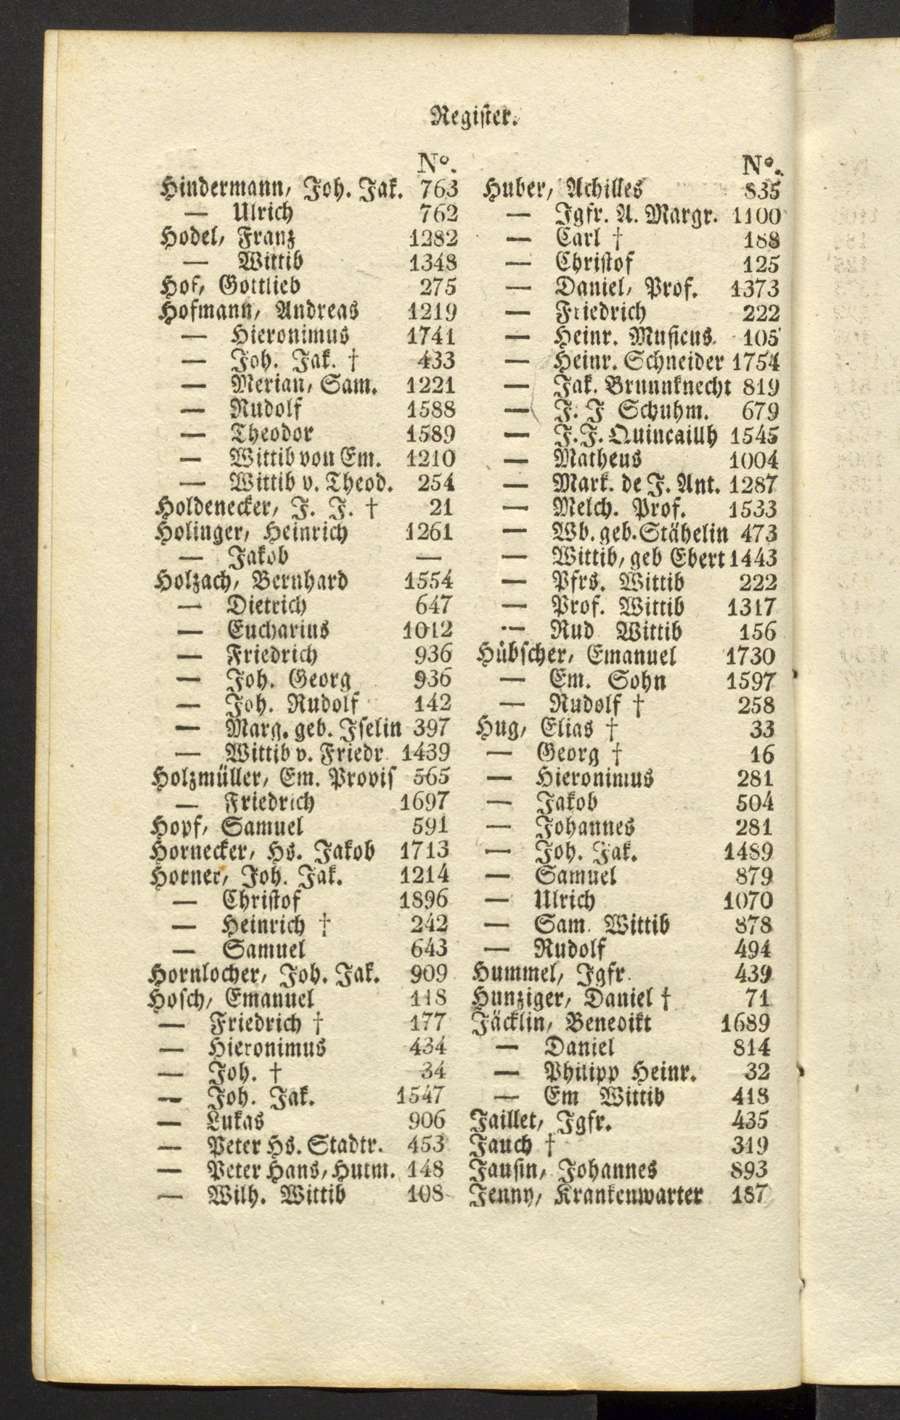 Register.
Nº.
Hindermann, Joh. Jak. 763
— Ulrich 762
Hodel, Franz 1282
— Wittib 1348
Hof, Gottlieb 275
Hofmann, Andreas 1219
— Hieronimus 1741
— Joh. Jak. † 433
— Merian, Sam. 1221
— Rudolf 1588
— Theodor 1589
— Wittib von Em. 1210
— Wittib v. Theod. 254
Holdenecker, J. J. † 21
Holinger, Heinrich 1261
— Jakob —
Holzach, Bernhard 1554
— Dietrich 647
— Eucharius 1012
— Friedrich 936
— Joh. Georg 936
— Joh. Rudolf 142
— Marg. geb. Iselin 397
— Wittib v. Friedr 1439
Holzmüller, Em. Provis 565
— Friedrich 1697
Hopf, Samuel 591
Hornecker, Hs. Jakob 1713
Horner, Joh. Jak. 1214
— Christof 1896
— Heinrich † 242
— Samuel 643
Hornlocher, Joh. Jak. 909
Hosch, Emanuel 118
— Friedrich † 177
— Hieronimus 434
— Joh. † 34
— Joh. Jak. 1547
— Lukas 906
— Peter Hs. Stadtr. 453
— Peter Hans, Hutm. 148
— Wilh. Wittib 108
Nº.
Huber, Achilles 835
— Jgfr. A. Margr. 1100
— Carl † 188
— Christof 125
— Daniel, Prof. 1373
— Friedrich 222
— Heinr. Musicus 105
— Heinr. Schneider 1754
— Jak. Brunnknecht 819
— J. J Schuhm. 679
— J. J. Quincaillh 1545
— Matheus 1004
— Mark. de J. Ant. 1287
— Melch. Prof. 1533
— Wb. geb. Stähelin 473
— Wittib, geb Ebert 1443
— Pfrs. Wittib 222
— Prof. Wittib 1317
— Rud Wittib 156
Hübscher, Emanuel 1730
— Em. Sohn 1597
— Rudolf † 258
Hug, Elias † 33
— Georg † 16
— Hieronimus 281
— Jakob 504
— Johannes 281
— Joh. Jak. 1489
— Samuel 879
— Ulrich 1070
— Sam. Wittib 878
— Rudolf 494
Hummel, Jgfr. 439
Hunziger, Daniel † 71
Jäcklin, Benedikt 1689
— Daniel 814
— Philipp Heinr. 32
— Em Wittib 418
Jaillet, Jgfr. 435
Jauch † 319
Jausin, Johannes 893
Jenny, Krankenwarter 187